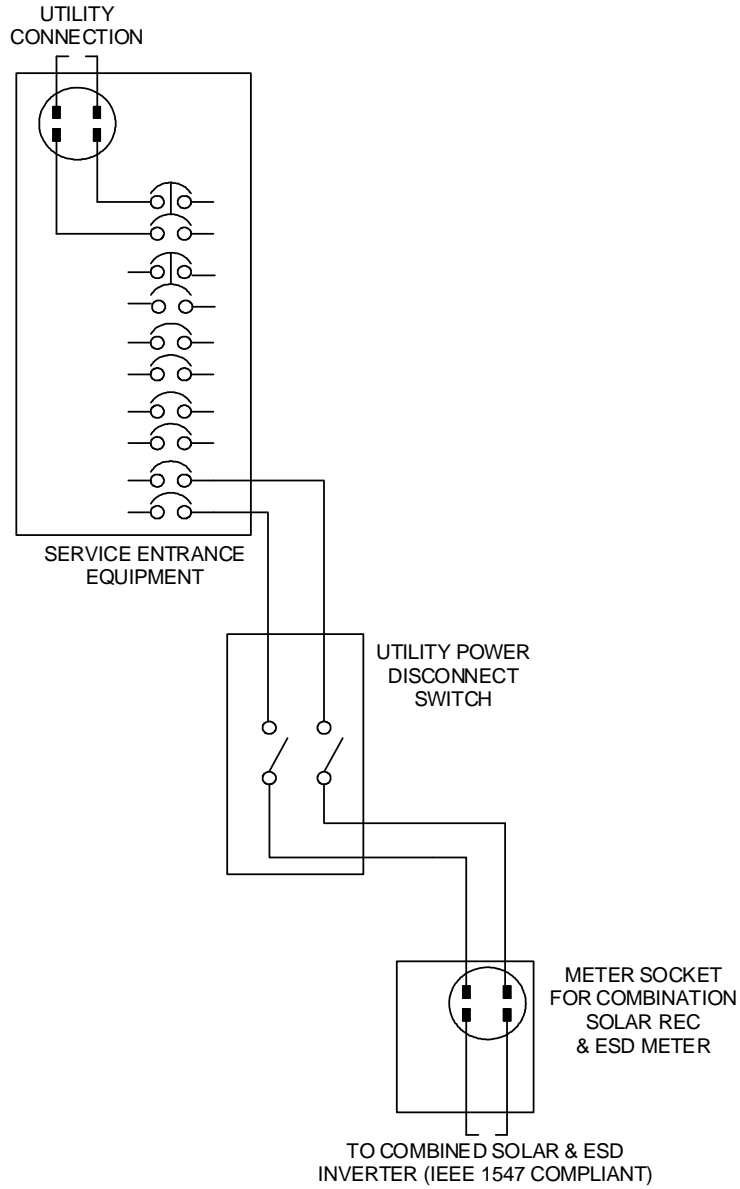 UTILITY
CONNECTION
SERVICE ENTRANCE
EQUIPMENT
UTILITY POWER
DISCONNECT
SWITCH
METER SOCKET
FOR COMBINATION
SOLAR REC
& ESD METER
TO COMBINED SOLAR & ESD
INVERTER (IEEE 1547 COMPLIANT)